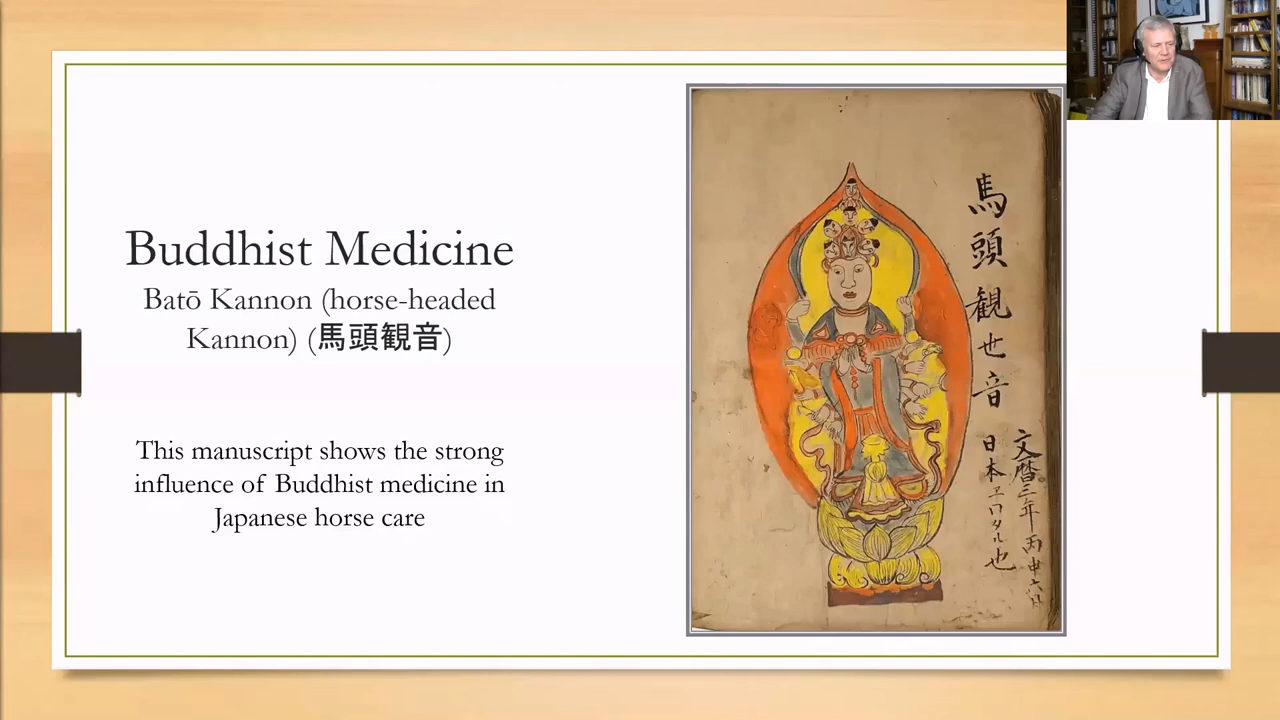 Buddhist Medicine
Batō Kannon (horse-headed
Kannon) (馬頭観音)
This manuscript shows the strong
influence of Buddhist medicine in
Japanese horse care
馬頭観世音
文暦三年丙申六月
日本ヱワタル也